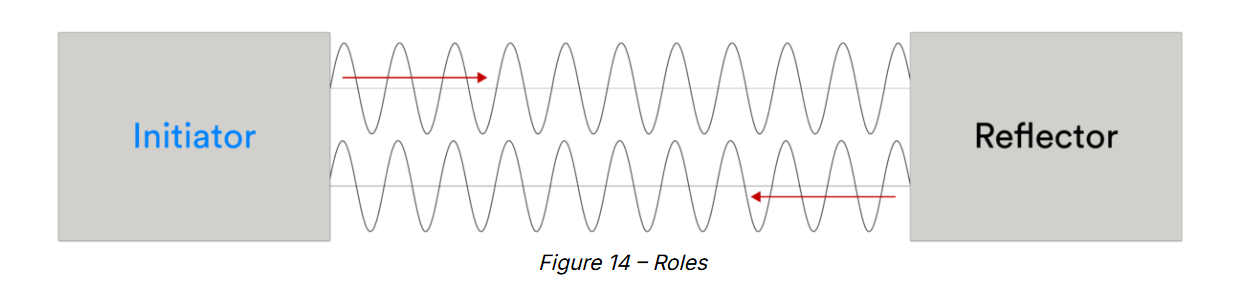 Initiator
Reflector
Figure 14 – Roles